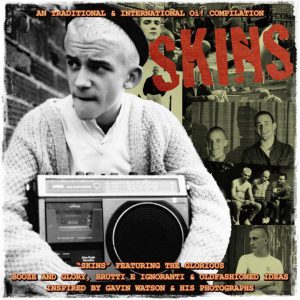 AN TRADITIONAL & INTERNATIONAL Oi! COMPILATION
SKINS
"SKINS" FEATURING THE GLORIOUS
BOOZE AND GLORY, BRUTTI E IGNORANTI & OLDFASHIONED IDEAS
INSPIRED BY GAVIN WATSON & HIS PHOTOGRAPHS